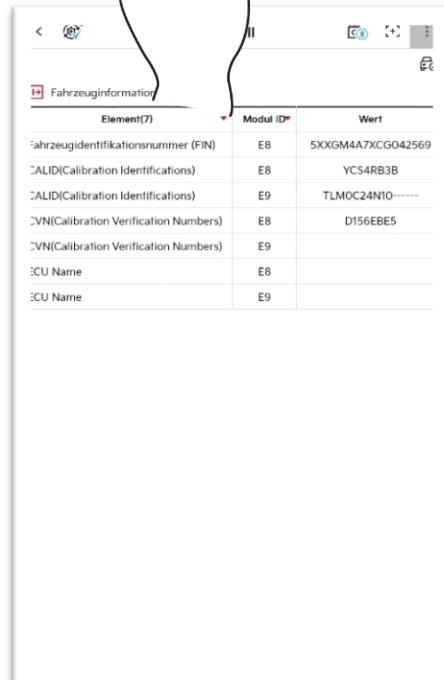 Fahrzeuginformation
Element(7) Modul ID Wert
Fahrzeugidentifikationsnummer (FIN) E8 5XXGM4A7XCG042569
CALID(Calibration Identifications) E8 YCS4RB3B
CALID(Calibration Identifications) E9 TLM0C24N10------
CVN(Calibration Verification Numbers) E8 D156EBE5
CVN(Calibration Verification Numbers) E9
ECU Name E8
ECU Name E9